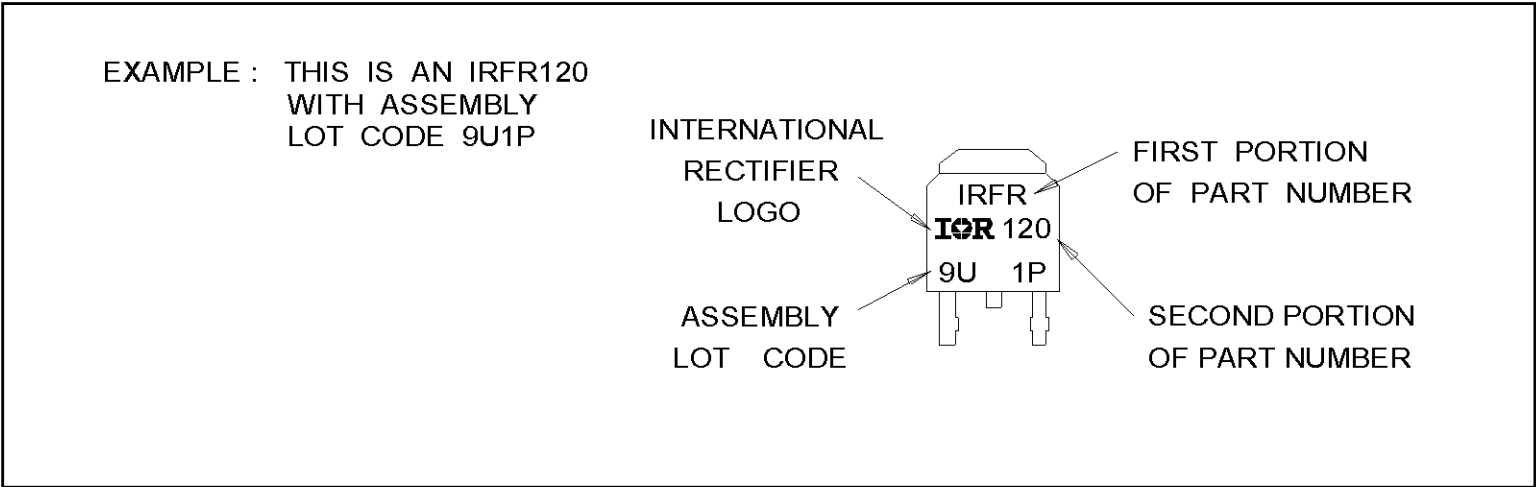 EXAMPLE : THIS IS AN IRFR120
WITH ASSEMBLY
LOT CODE 9U1P
INTERNATIONAL
RECTIFIER
LOGO
ASSEMBLY
LOT CODE
IRFR
IOR 120
9U 1P
FIRST PORTION
OF PART NUMBER
SECOND PORTION
OF PART NUMBER